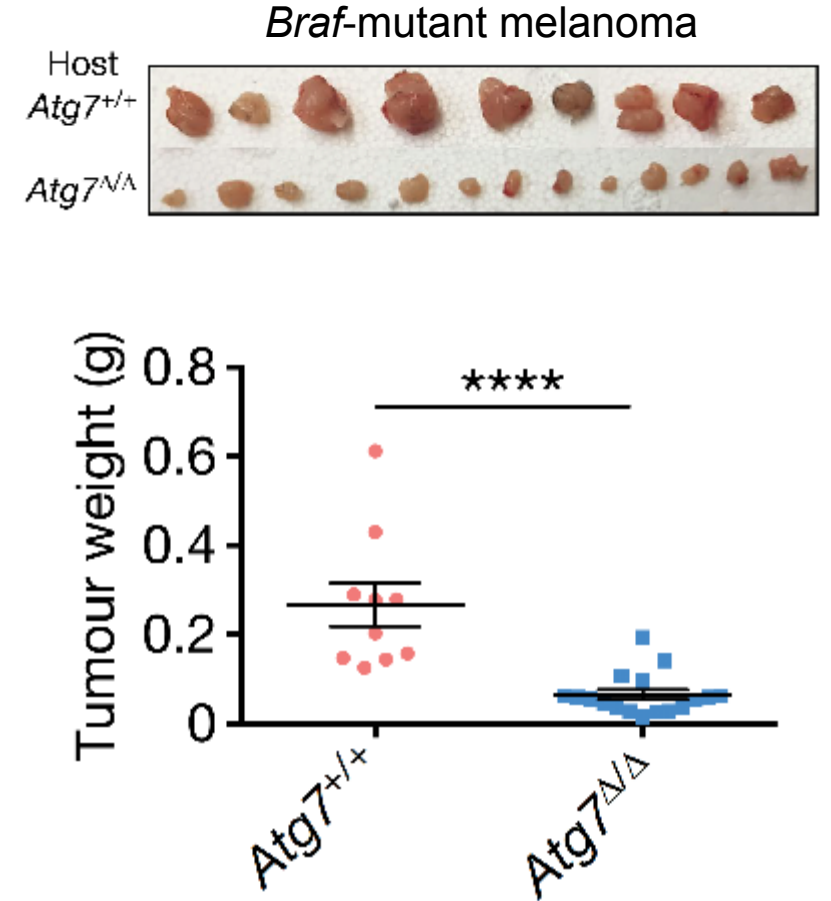 Braf-mutant melanoma
Host
Atg7+/+
Atg7Δ/Δ
Tumour weight (g)
0.8
0.6
0.4
0.2
0
****
Atg7+/+
Atg7Δ/Δ